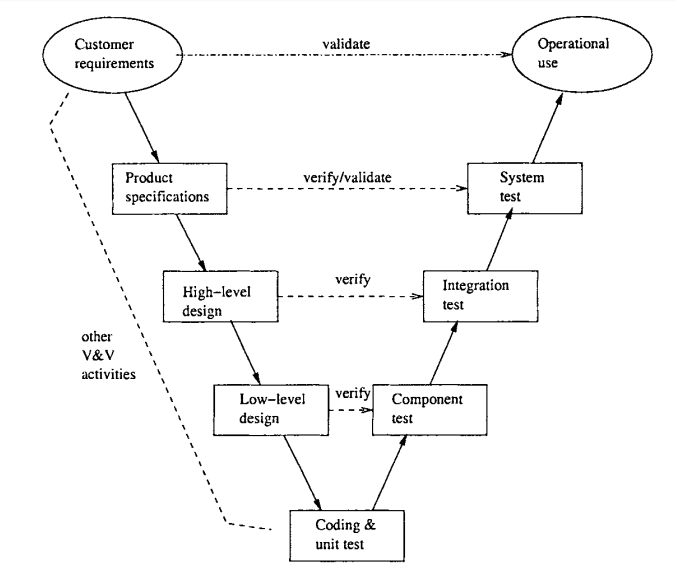 Customer
requirements
validate
Operational
use
Product
specifications
verify/validate
System
test
High-level
design
verify
Integration
test
other
V&V
activities
Low-level
design
verify
Component
test
Coding &
unit test